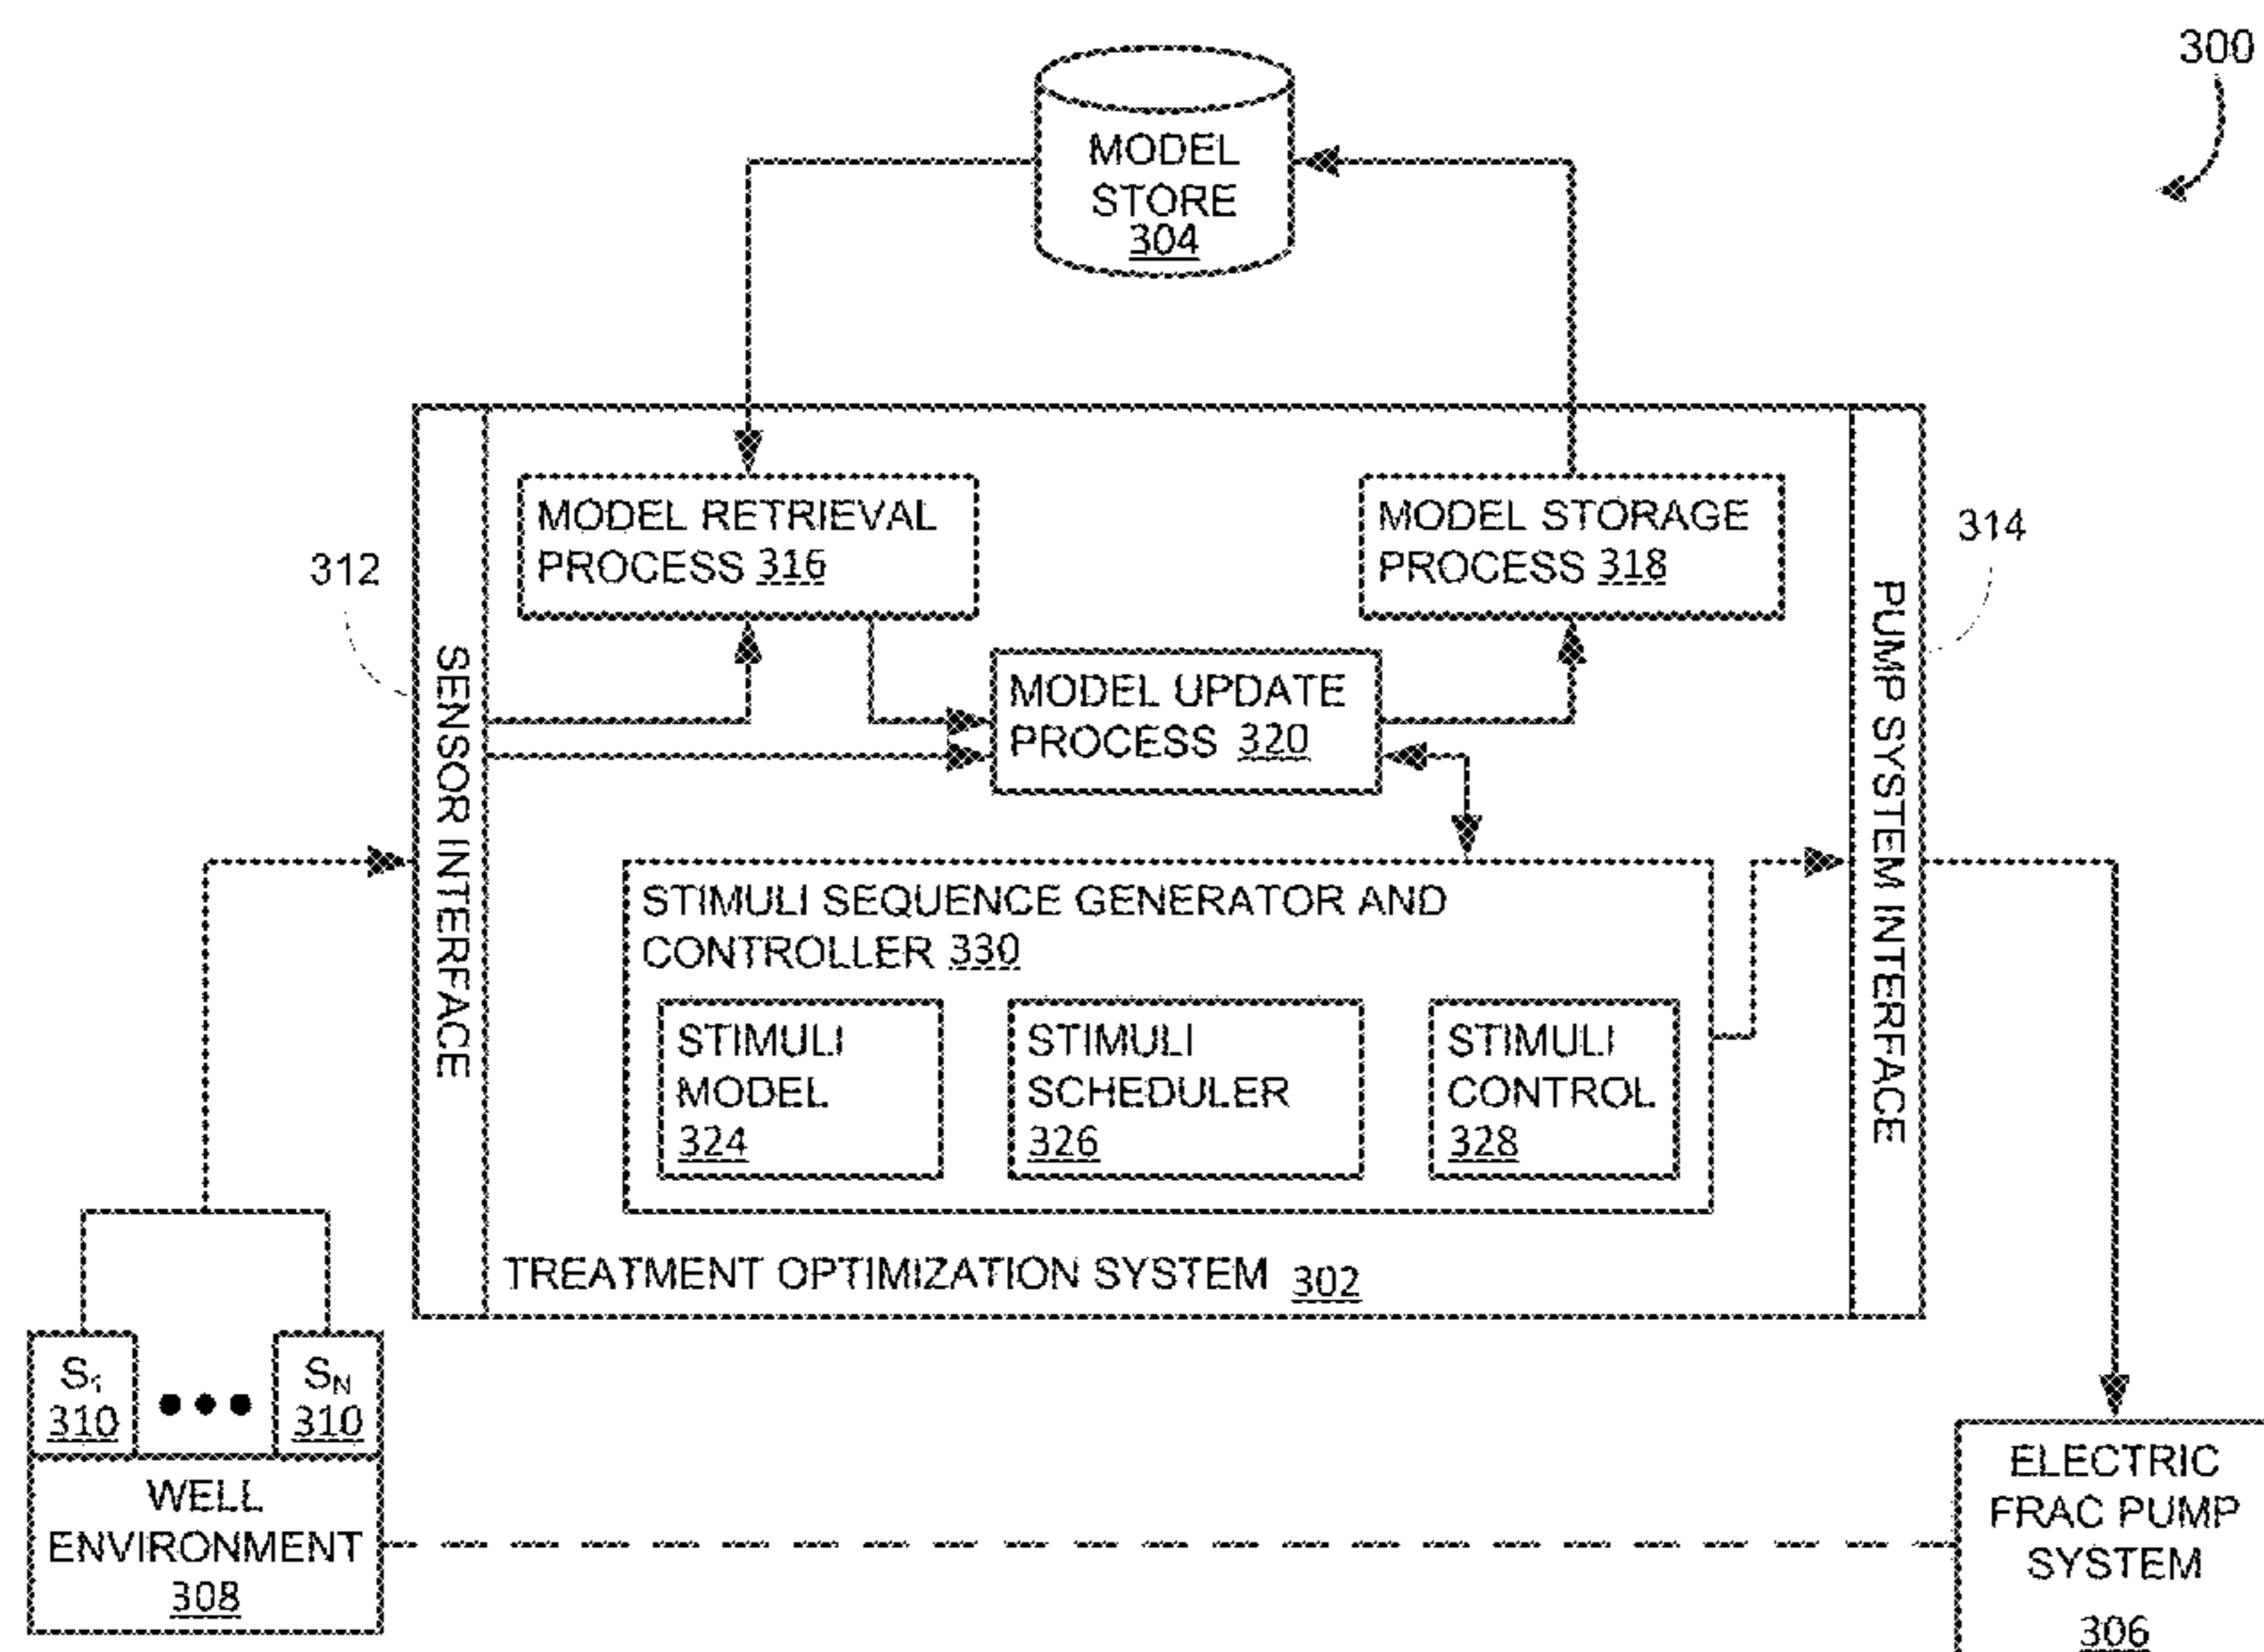 300
MODEL
STORE
304
MODEL RETRIEVAL
PROCESS 316
MODEL STORAGE
PROCESS 318
312
314
SENSOR INTERFACE
MODEL UPDATE
PROCESS 320
PUMP SYSTEM INTERFACE
STIMULI SEQUENCE GENERATOR AND
CONTROLLER 330
STIMULI
MODEL
324
STIMULI
SCHEDULER
326
STIMULI
CONTROL
328
TREATMENT OPTIMIZATION SYSTEM 302
S1
310
SN
310
WELL
ENVIRONMENT
308
ELECTRIC
FRAC PUMP
SYSTEM
306